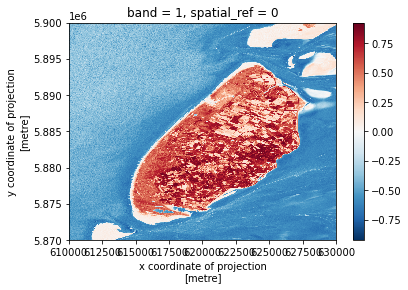 band = 1, spatial_ref = 0
1e6
5.900
5.895
5.890
5.885
5.880
5.875
5.870
y coordinate of projection
[metre]
610000 612500 615000 617500 620000 622500 625000 627500 630000
x coordinate of projection
[metre]
0.75
0.50
0.25
0.00
−0.25
−0.50
−0.75